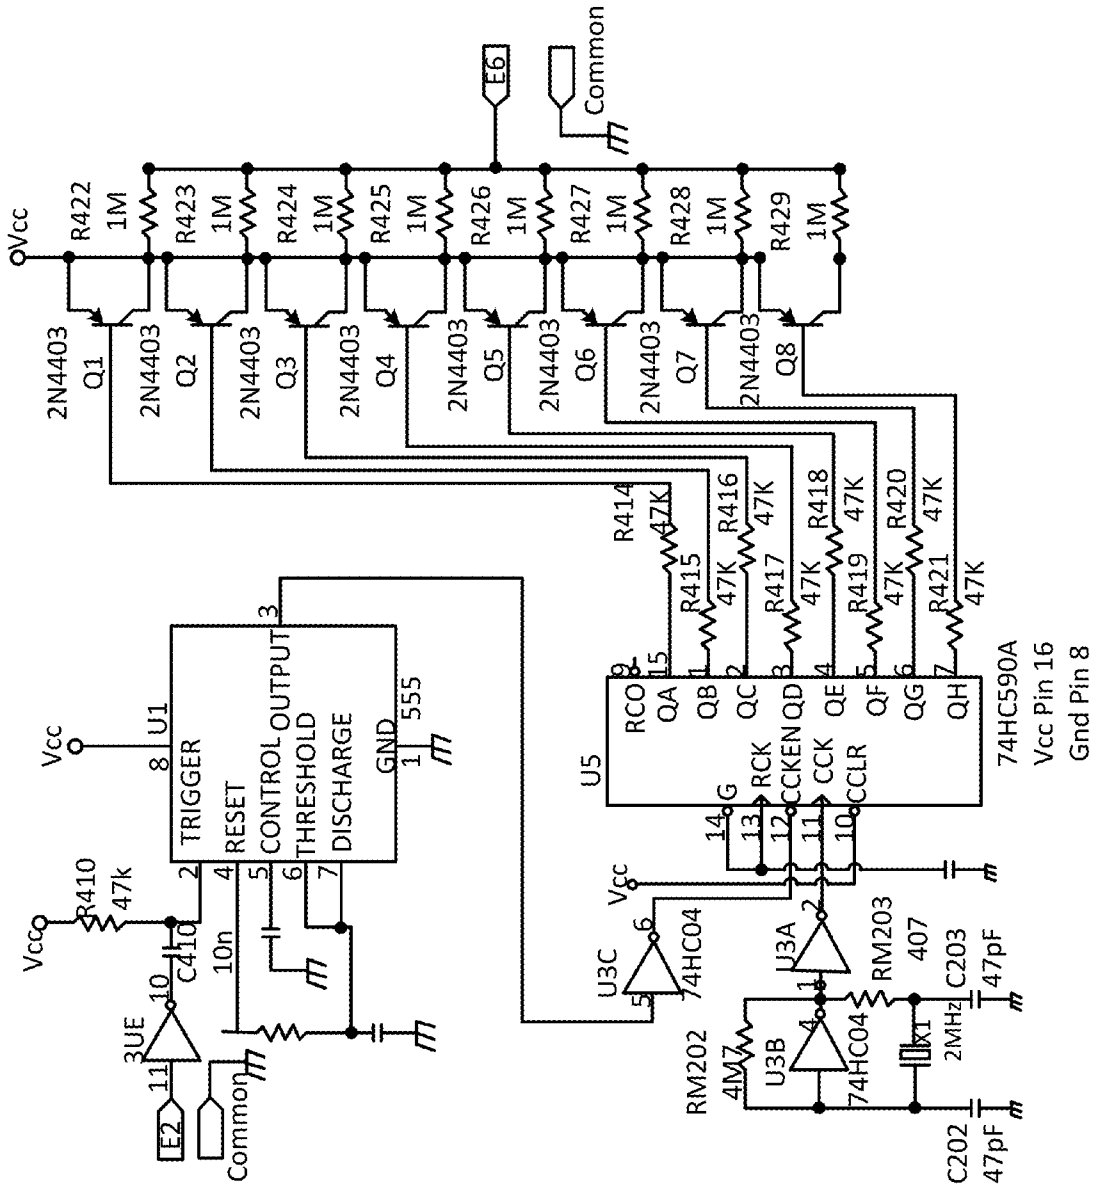 Vcc
R422
1M
R423
1M
R424
1M
R425
1M
R426
1M
R427
1M
R428
1M
R429
1M
E6
Common
2N4403
Q1
2N4403
Q2
2N4403
Q3
2N4403
Q4
2N4403
Q5
2N4403
Q6
2N4403
Q7
2N4403
Q8
R414
47K
R415
47K
R416
47K
R417
47K
R418
47K
R419
47K
R420
47K
R421
47K
Vcc
U1
8
TRIGGER
2
RESET
4
CONTROL
5
THRESHOLD
6
DISCHARGE
7
OUTPUT
3
GND
1
555
Vcc
R410
47k
C410
10n
3UE
11
10
E2
Common
U5
RCO
9
QA
15
QB
1
QC
2
QD
3
QE
4
QF
5
QG
6
QH
7
G
14
RCK
13
CCKEN
12
CCK
11
CCLR
10
74HC590A
Vcc Pin 16
Gnd Pin 8
Vcc
U3C
5
6
74HC04
U3A
1
2
RM203
407
C203
47pF
RM202
4M7
U3B
4
74HC04
X1
2MHz
C202
47pF